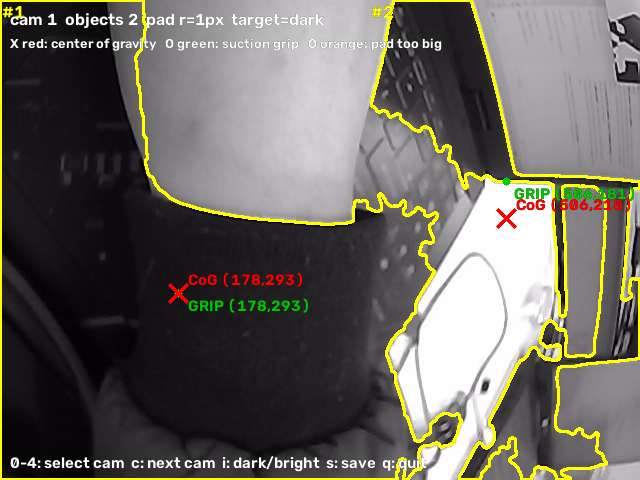 #1
#2
cam 1 objects 2 pad r=1px target=dark
X red: center of gravity O green: suction grip O orange: pad too big
GRIP (506,181)
CoG (506,218)
CoG (178,293)
GRIP (178,293)
0-4: select cam c: next cam i: dark/bright s: save q: quit